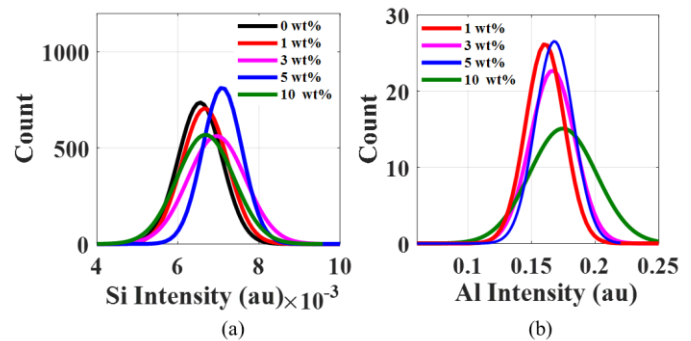 1200
500
0
Count
0 wt%
1 wt%
3 wt%
5 wt%
10 wt%
4 6 8 10
Si Intensity (au) ×10⁻³
(a)
30
20
10
0
Count
1 wt%
3 wt%
5 wt%
10 wt%
0.1 0.15 0.2 0.25
Al Intensity (au)
(b)